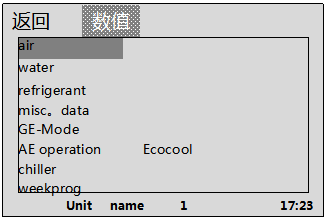 返回 数值
air
water
refrigerant
misc。data
GE-Mode
AE operation Ecocool
chiller
weekprog
Unit name 1 17:23